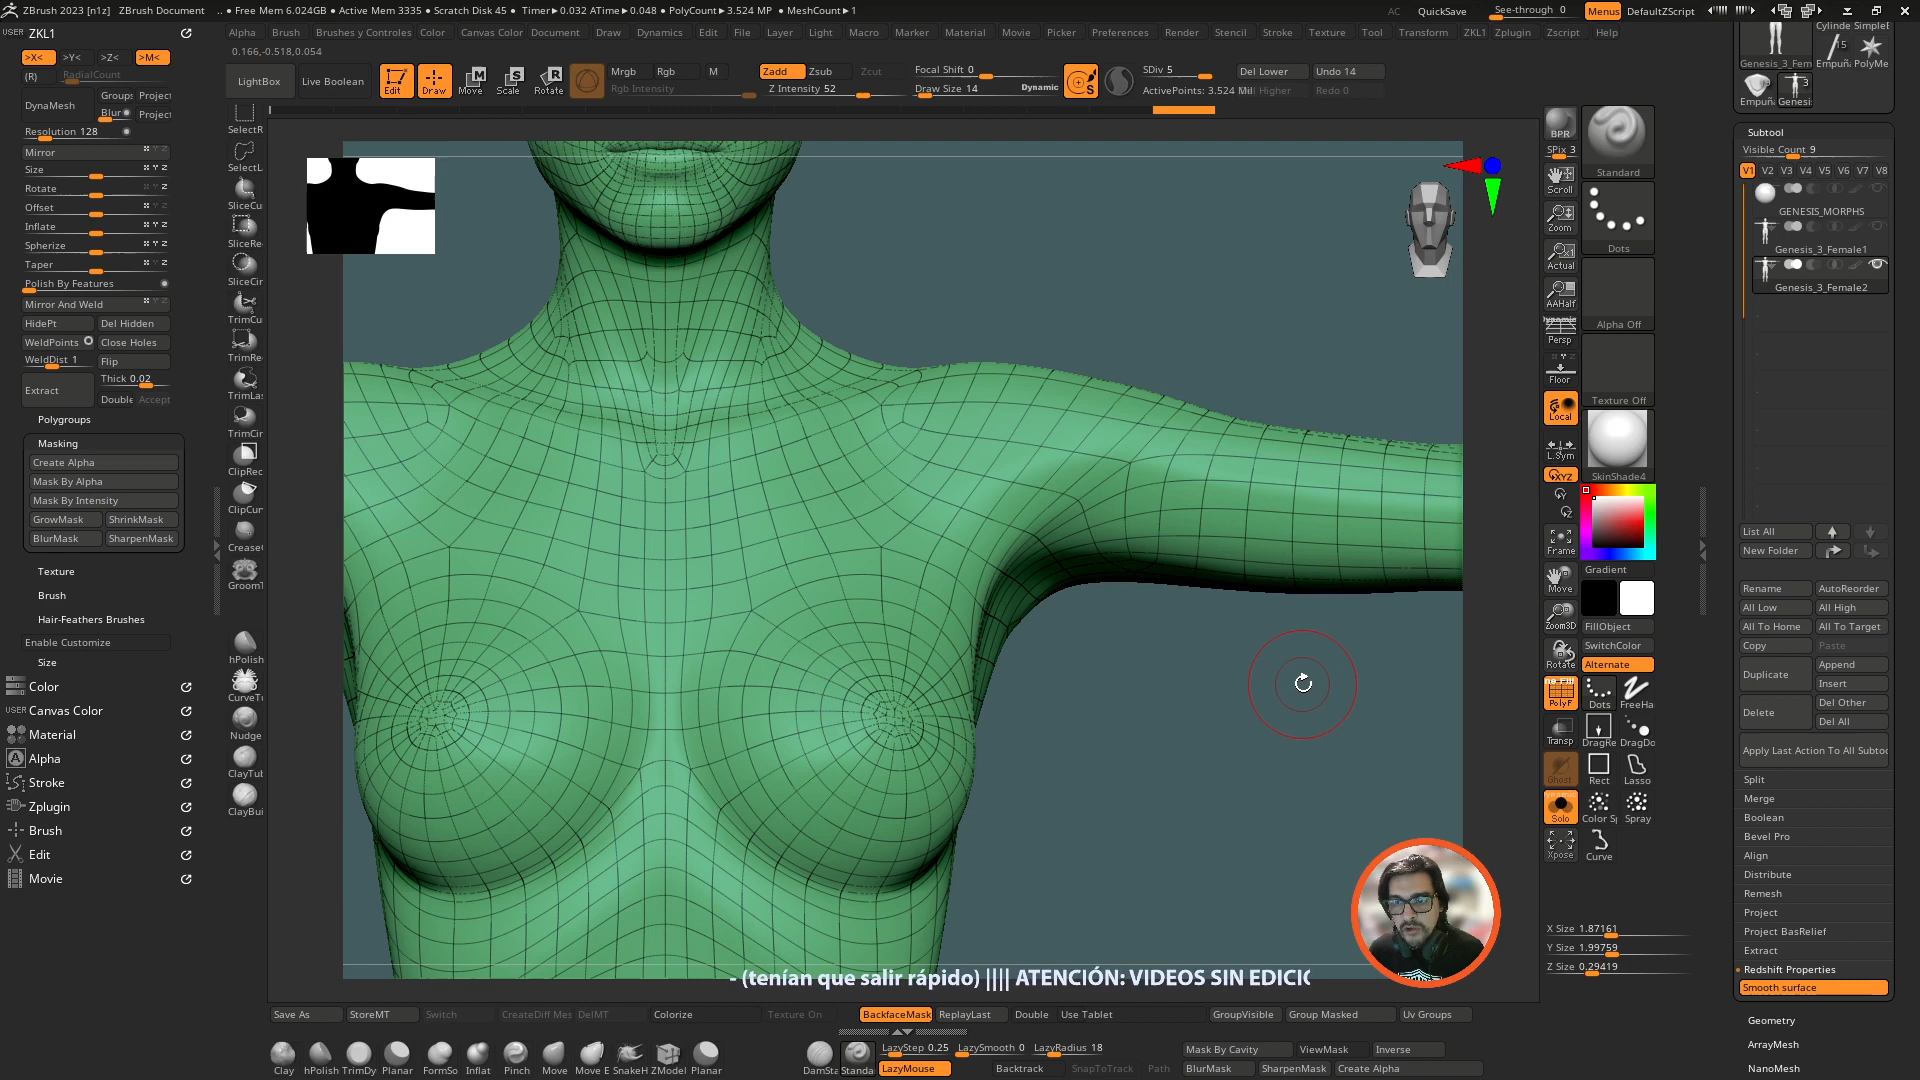 ZBrush 2023 [n1z] ZBrush Document .. • Free Mem 6.024GB • Active Mem 3335 • Scratch Disk 45 • Timer▸0.032 ATime▸0.048 • PolyCount▸3.524 MP • MeshCount▸1 AC QuickSave See-through 0 Menus DefaultZScript
USER ZKL1 Alpha Brush Brushes y Controles Color Canvas Color Document Draw Dynamics Edit File Layer Light Macro Marker Material Movie Picker Preferences Render Stencil Stroke Texture Tool Transform ZKL1 Zplugin Zscript Help
0.166,-0.518,0.054
>X< >Y< >Z< >M<
(R) RadialCount
LightBox Live Boolean Edit Draw Move Scale Rotate
Mrgb Rgb M Zadd Zsub Zcut Focal Shift 0 SDiv 5 Del Lower Undo 14
Rgb Intensity Z Intensity 52 Draw Size 14 Dynamic ActivePoints: 3.524 Mil Higher Redo 0
DynaMesh Group: Projec
Blur Project
Resolution 128
Mirror
Size
Rotate
Offset
Inflate
Spherize
Taper
Polish By Features
Mirror And Weld
HidePt Del Hidden
WeldPoints Close Holes
WeldDist 1 Flip
Extract Thick 0.02
Double Accept
Polygroups
Masking
Create Alpha
Mask By Alpha
Mask By Intensity
GrowMask ShrinkMask
BlurMask SharpenMask
Texture
Brush
Hair-Feathers Brushes
Enable Customize
Size
Color
USER Canvas Color
Material
Alpha
Stroke
Zplugin
Brush
Edit
Movie
SelectR
SelectL
SliceCu
SliceRe
SliceCir
TrimCu
TrimRe
TrimLas
TrimCir
ClipRec
ClipCur
Crease
GroomT
hPolish
CurveTu
Nudge
ClayTub
ClayBui
BPR
SPix 3
Scroll
Zoom
Actual
AAHalf
Dynamic
Persp
Floor
Local
L.Sym
XYZ
Frame
Move
Zoom3D
Rotate
PolyF
Transp
Ghost
Solo
Xpose
Standard
Dots
Alpha Off
Texture Off
SkinShade4
Gradient
FillObject
SwitchColor
Alternate
Dots FreeHa
DragRe DragDo
Rect Lasso
Color S Spray
Curve
X Size 1.87161
Y Size 1.99759
Z Size 0.29419
Cylinde SimpleE
Genesis_3_Fem 15 Empuñ PolyMe
Empuñ 3 Genesi
Subtool
Visible Count 9
V1 V2 V3 V4 V5 V6 V7 V8
GENESIS_MORPHS
Genesis_3_Female1
Genesis_3_Female2
List All
New Folder
Rename AutoReorder
All Low All High
All To Home All To Target
Copy Paste
Duplicate Append
Insert
Delete Del Other
Del All
Apply Last Action To All Subtoo
Split
Merge
Boolean
Bevel Pro
Align
Distribute
Remesh
Project
Project BasRelief
Extract
Redshift Properties
Smooth surface
Geometry
ArrayMesh
NanoMesh
- (tenían que salir rápido) |||| ATENCIÓN: VIDEOS SIN EDICIO
Save As StoreMT Switch CreateDiff Mes DelMT Colorize Texture On BackfaceMask ReplayLast Double Use Tablet GroupVisible Group Masked Uv Groups
Clay hPolish TrimDy Planar FormSo Inflat Pinch Move Move E SnakeH ZModel Planar DamSta Standa
LazyStep 0.25 LazySmooth 0 LazyRadius 18 Mask By Cavity ViewMask Inverse
LazyMouse Backtrack SnapToTrack Path BlurMask SharpenMask Create Alpha